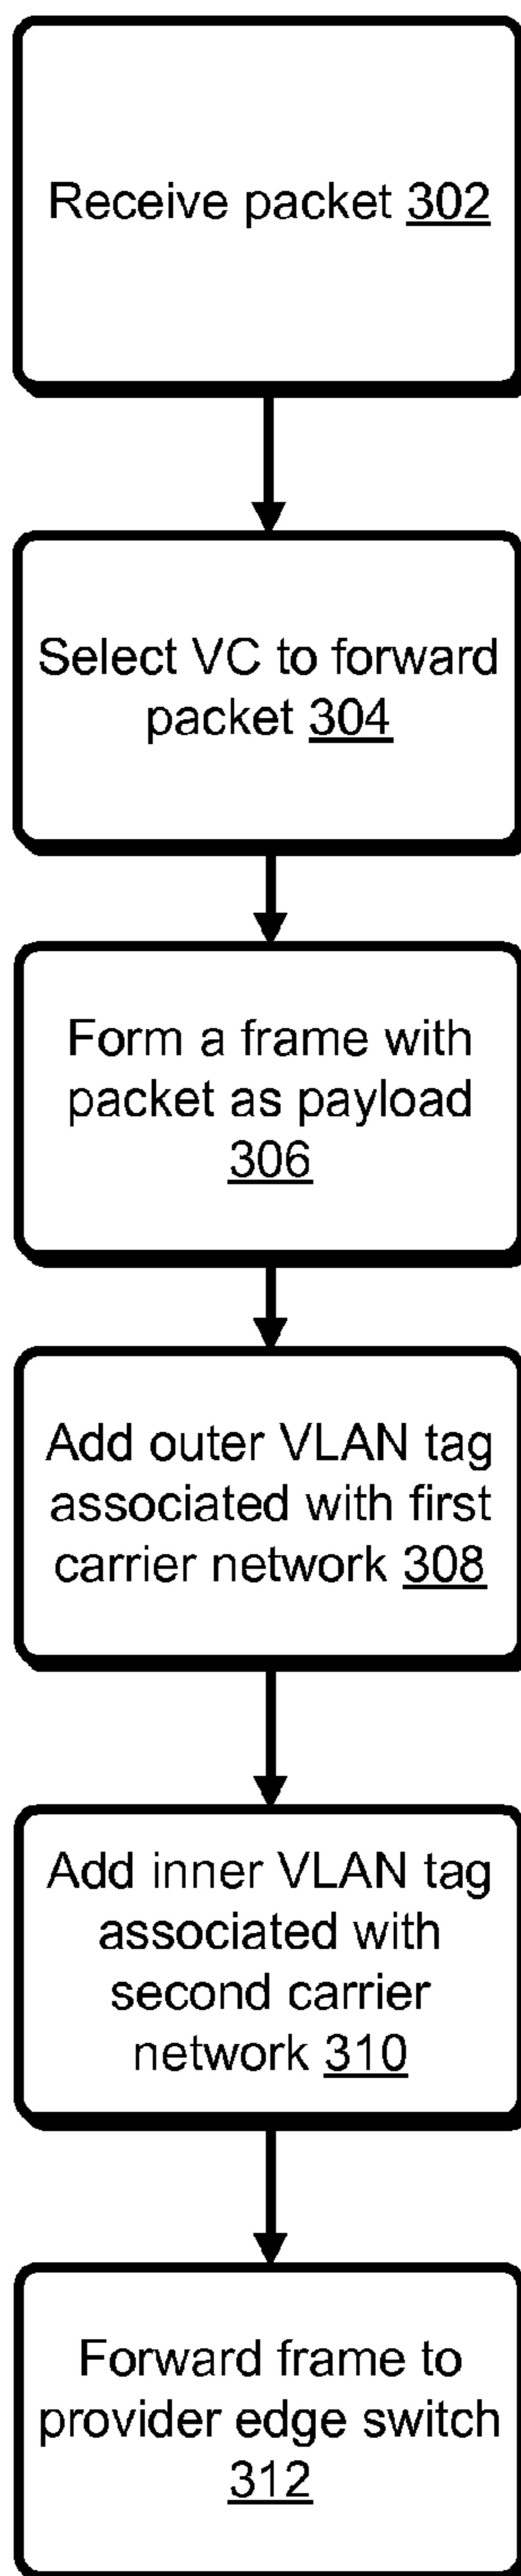 Receive packet 302
Select VC to forward
packet 304
Form a frame with
packet as payload
306
Add outer VLAN tag
associated with first
carrier network 308
Add inner VLAN tag
associated with
second carrier
network 310
Forward frame to
provider edge switch
312